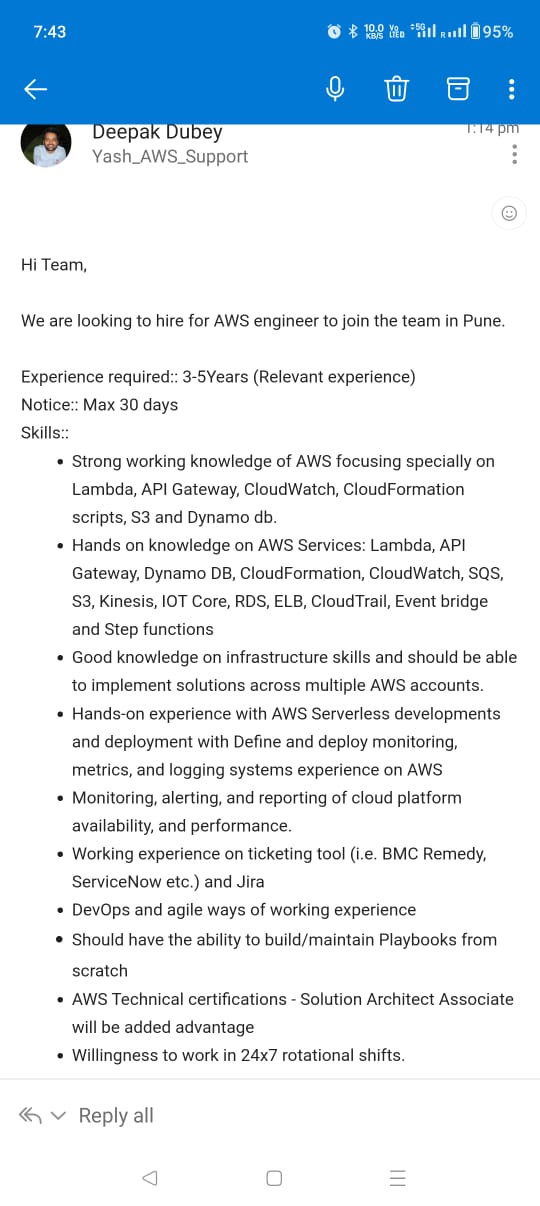 7:43
10.0 KB/S Vo LTE 5G R 95%
Deepak Dubey
1:14 pm
Yash_AWS_Support
Hi Team,
We are looking to hire for AWS engineer to join the team in Pune.
Experience required:: 3-5Years (Relevant experience)
Notice:: Max 30 days
Skills::
• Strong working knowledge of AWS focusing specially on
Lambda, API Gateway, CloudWatch, CloudFormation
scripts, S3 and Dynamo db.
• Hands on knowledge on AWS Services: Lambda, API
Gateway, Dynamo DB, CloudFormation, CloudWatch, SQS,
S3, Kinesis, IOT Core, RDS, ELB, CloudTrail, Event bridge
and Step functions
• Good knowledge on infrastructure skills and should be able
to implement solutions across multiple AWS accounts.
• Hands-on experience with AWS Serverless developments
and deployment with Define and deploy monitoring,
metrics, and logging systems experience on AWS
• Monitoring, alerting, and reporting of cloud platform
availability, and performance.
• Working experience on ticketing tool (i.e. BMC Remedy,
ServiceNow etc.) and Jira
• DevOps and agile ways of working experience
• Should have the ability to build/maintain Playbooks from
scratch
• AWS Technical certifications - Solution Architect Associate
will be added advantage
• Willingness to work in 24x7 rotational shifts.
Reply all